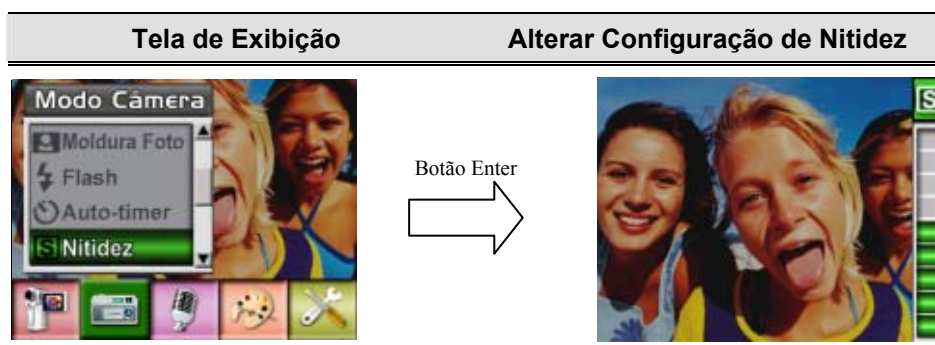 Tela de Exibição
Alterar Configuração de Nitidez
Modo Câmera
Moldura Foto
Flash
Auto-timer
S Nitidez
Botão Enter
S